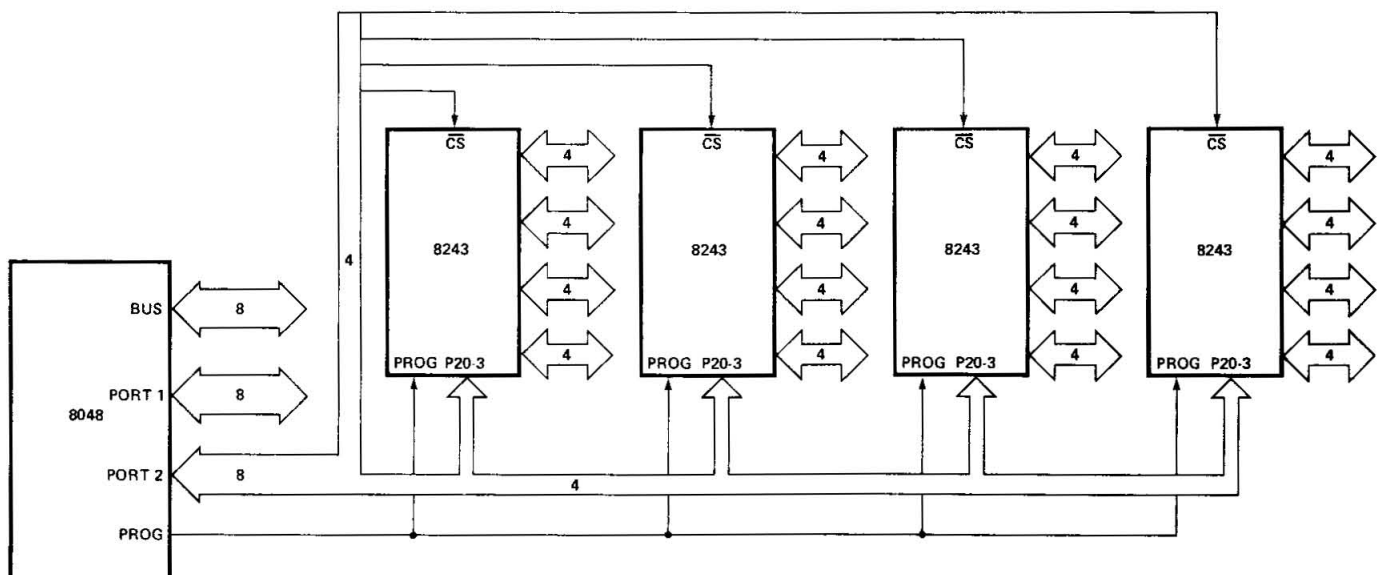 CS CS CS CS
4 4 4 4
4 4 4 4
8243 8243 8243 8243
4
4 4 4 4
BUS 8
4 4 4 4
PROG P20-3 PROG P20-3 PROG P20-3 PROG P20-3
PORT 1 8
8048
PORT 2 8
4
PROG